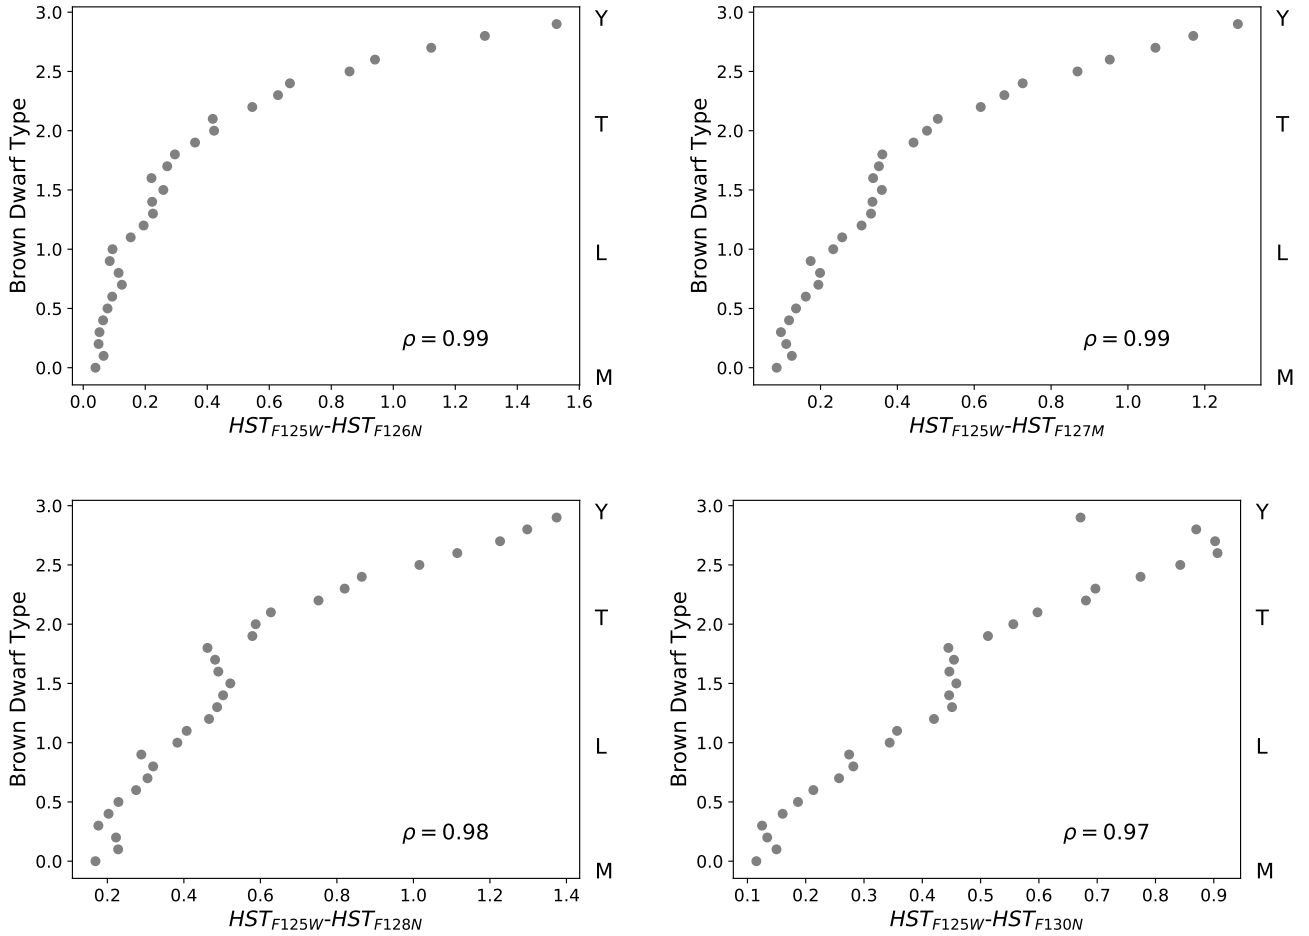 3.0
2.5
2.0
1.5
1.0
0.5
0.0
Brown Dwarf Type
Y
T
L
M
ρ = 0.99
0.0 0.2 0.4 0.6 0.8 1.0 1.2 1.4 1.6
HST_F125W-HST_F126N
3.0
2.5
2.0
1.5
1.0
0.5
0.0
Brown Dwarf Type
Y
T
L
M
ρ = 0.99
0.2 0.4 0.6 0.8 1.0 1.2
HST_F125W-HST_F127M
3.0
2.5
2.0
1.5
1.0
0.5
0.0
Brown Dwarf Type
Y
T
L
M
ρ = 0.98
0.2 0.4 0.6 0.8 1.0 1.2 1.4
HST_F125W-HST_F128N
3.0
2.5
2.0
1.5
1.0
0.5
0.0
Brown Dwarf Type
Y
T
L
M
ρ = 0.97
0.1 0.2 0.3 0.4 0.5 0.6 0.7 0.8 0.9
HST_F125W-HST_F130N